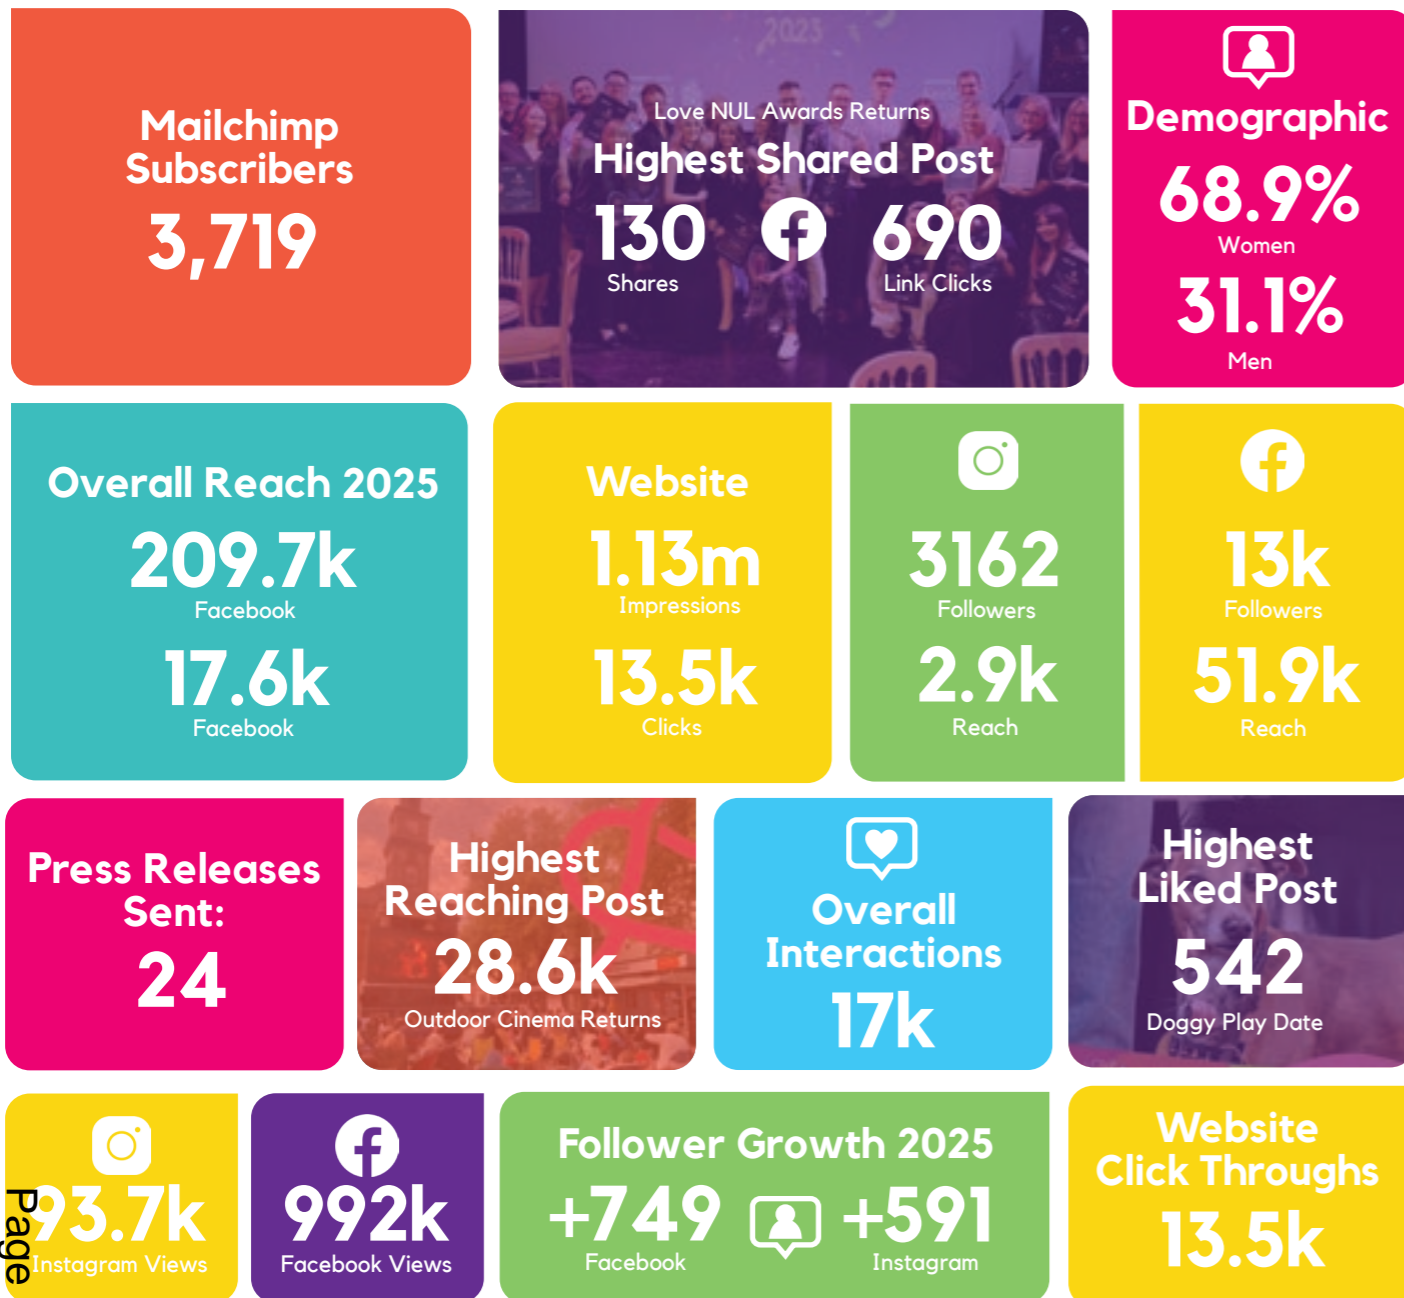 Mailchimp
Subscribers
3,719
2023
Love NUL Awards Returns
Highest Shared Post
130
690
Shares
Link Clicks
Demographic
68.9%
Women
31.1%
Men
Overall Reach 2025
209.7k
Facebook
17.6k
Facebook
Website
1.13m
Impressions
13.5k
Clicks
3162
Followers
2.9k
Reach
13k
Followers
51.9k
Reach
Press Releases
Sent:
24
Highest
Reaching Post
28.6k
Outdoor Cinema Returns
Overall
Interactions
17k
Highest
Liked Post
542
Doggy Play Date
93.7k
Instagram Views
992k
Facebook Views
Follower Growth 2025
+749
+591
Facebook
Instagram
Website
Click Throughs
13.5k
Page